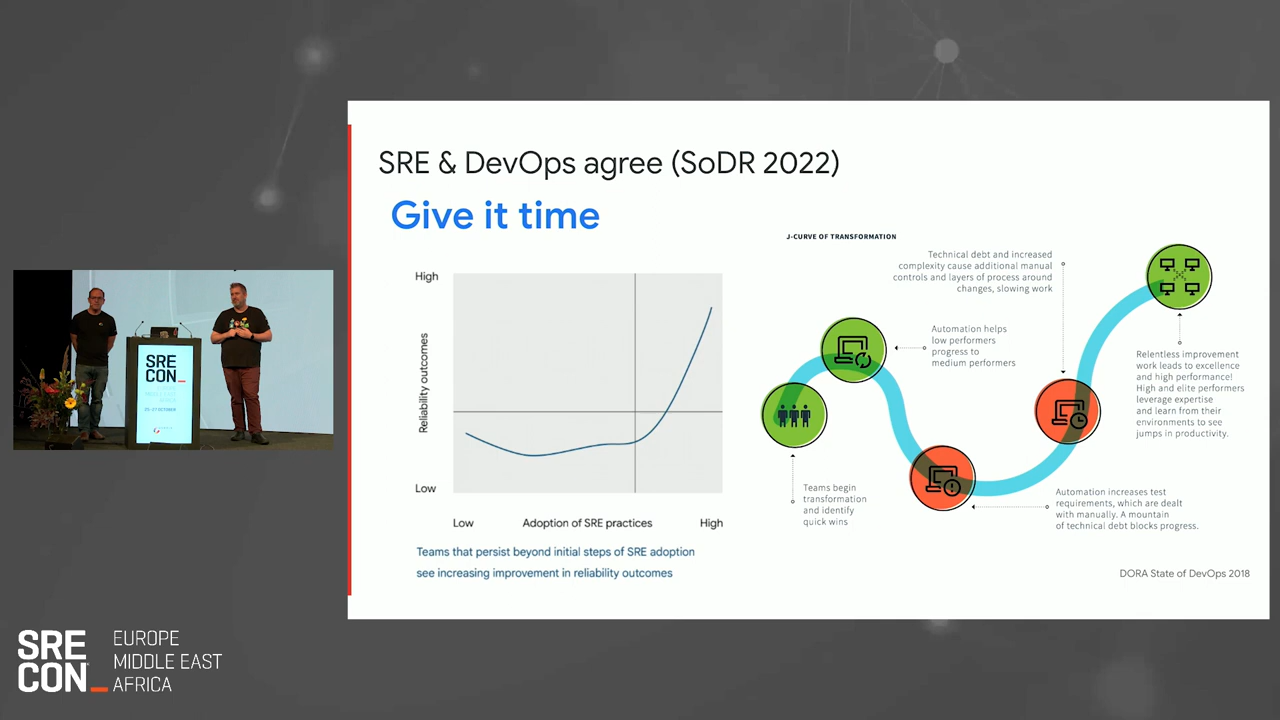 SRE & DevOps agree (SoDR 2022)
Give it time
High
Reliability outcomes
Low
Low
Adoption of SRE practices
High
Teams that persist beyond initial steps of SRE adoption
see increasing improvement in reliability outcomes
J-CURVE OF TRANSFORMATION
Technical debt and increased
complexity cause additional manual
controls and layers of process around
changes, slowing work
Automation helps
low performers
progress to
medium performers
Relentless improvement
work leads to excellence
and high performance!
High and elite performers
leverage expertise
and learn from their
environments to see
jumps in productivity.
Teams begin
transformation
and identify
quick wins
Automation increases test
requirements, which are dealt
with manually. A mountain
of technical debt blocks progress.
DORA State of DevOps 2018
SRE
CON_
25–27 OCTOBER
SRE
CON_
EUROPE
MIDDLE EAST
AFRICA